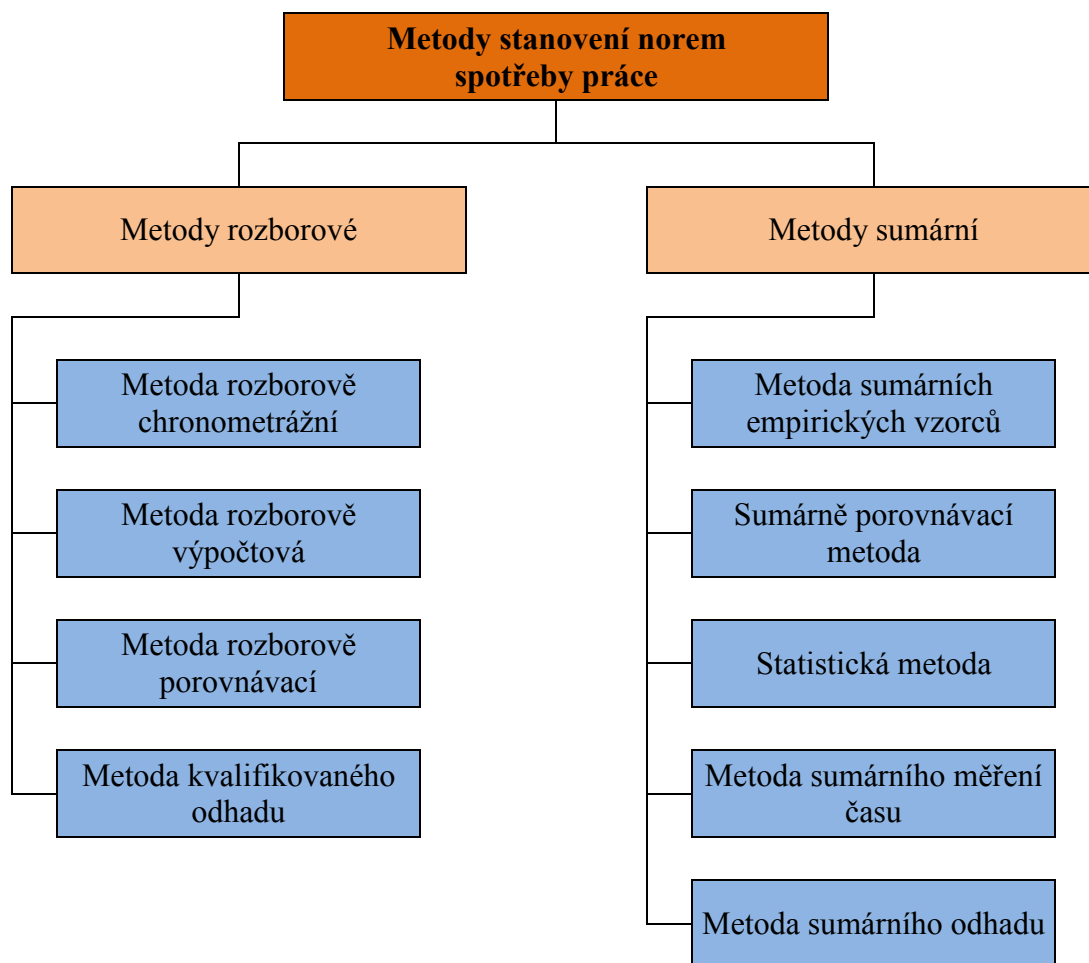 Metody stanovení norem
spotřeby práce
Metody rozborové
Metody sumární
Metoda rozborově
chronometrážní
Metoda rozborově
výpočtová
Metoda rozborově
porovnávací
Metoda kvalifikovaného
odhadu
Metoda sumárních
empirických vzorců
Sumárně porovnávací
metoda
Statistická metoda
Metoda sumárního měření
času
Metoda sumárního odhadu